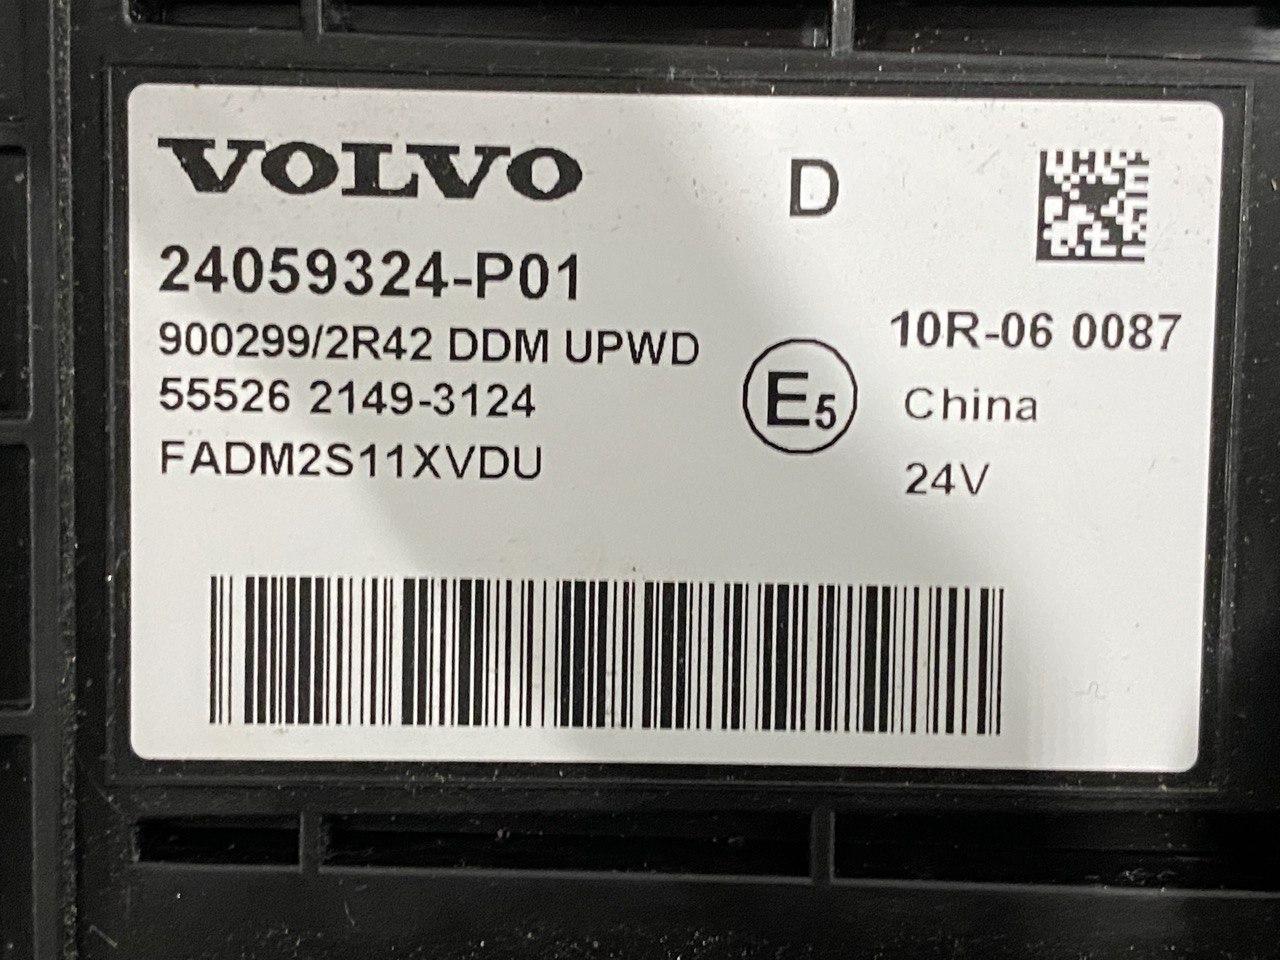 VOLVO
D
24059324-P01
900299/2R42 DDM UPWD
55526 2149-3124
FADM2S11XVDU
E5
10R-06 0087
China
24V